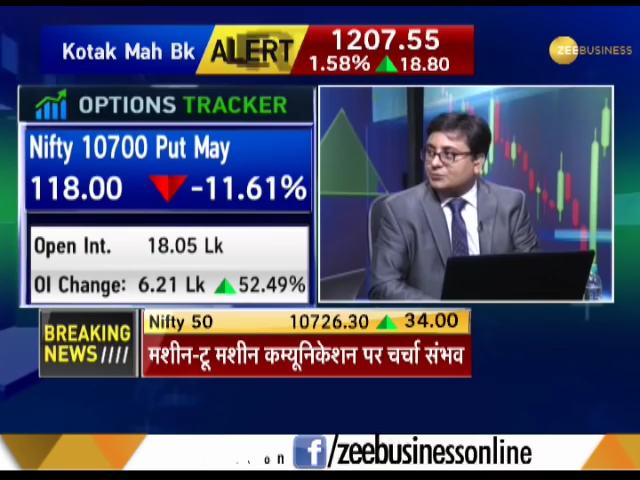 Kotak Mah Bk ALERT 1207.55
1.58% 18.80
ZEEBUSINESS
OPTIONS TRACKER
Nifty 10700 Put May
118.00 -11.61%
Open Int. 18.05 Lk
OI Change: 6.21 Lk 52.49%
BREAKING
NEWS ////
Nifty 50 10726.30 34.00
मशीन-टू मशीन कम्यूनिकेशन पर चर्चा संभव
on /zeebusinessonline